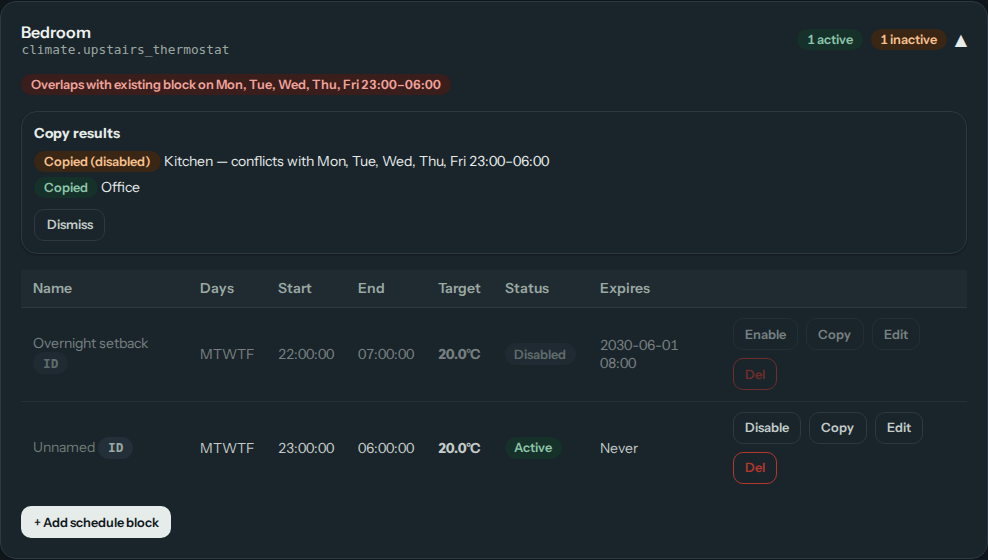 Bedroom
climate.upstairs_thermostat
1 active 1 inactive ▲
Overlaps with existing block on Mon, Tue, Wed, Thu, Fri 23:00–06:00
Copy results
Copied (disabled) Kitchen — conflicts with Mon, Tue, Wed, Thu, Fri 23:00–06:00
Copied Office
Dismiss
Name Days Start End Target Status Expires
Overnight setback
ID
MTWTF 22:00:00 07:00:00 20.0°C Disabled
2030-06-01
08:00
Enable Copy Edit
Del
Unnamed ID MTWTF 23:00:00 06:00:00 20.0°C Active Never
Disable Copy Edit
Del
+ Add schedule block